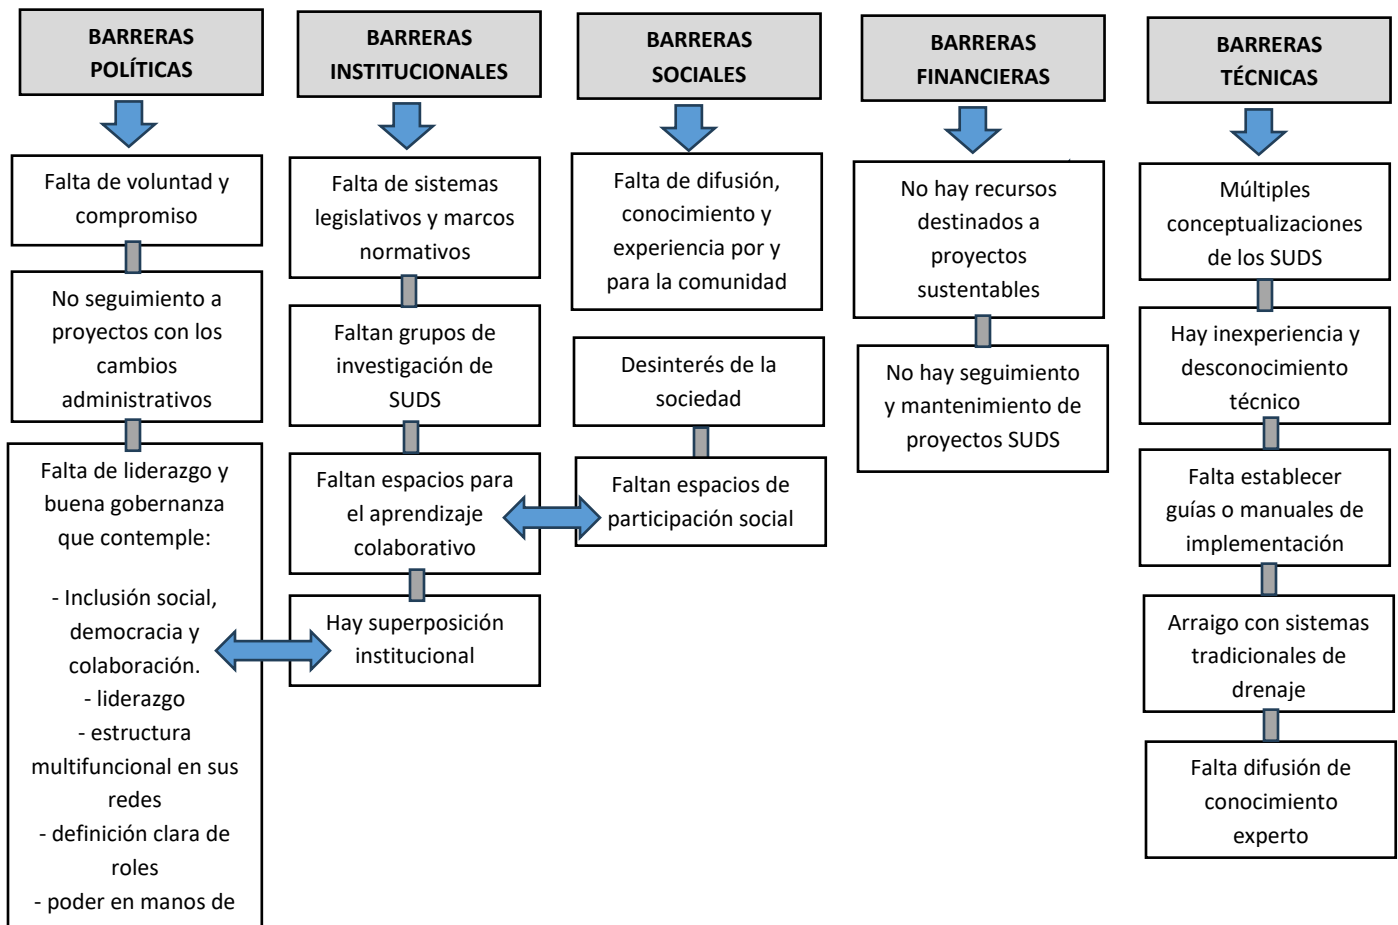 BARRERAS
POLÍTICAS
Falta de voluntad y
compromiso
No seguimiento a
proyectos con los
cambios
administrativos
Falta de liderazgo y
buena gobernanza
que contemple:
- Inclusión social,
democracia y
colaboración.
- liderazgo
- estructura
multifuncional en sus
redes
- definición clara de
roles
- poder en manos de
BARRERAS
INSTITUCIONALES
Falta de sistemas
legislativos y marcos
normativos
Faltan grupos de
investigación de
SUDS
Faltan espacios para
el aprendizaje
colaborativo
Hay superposición
institucional
BARRERAS
SOCIALES
Falta de difusión,
conocimiento y
experiencia por y
para la comunidad
Desinterés de la
sociedad
Faltan espacios de
participación social
BARRERAS
FINANCIERAS
No hay recursos
destinados a
proyectos
sustentables
No hay seguimiento
y mantenimiento de
proyectos SUDS
BARRERAS
TÉCNICAS
Múltiples
conceptualizaciones
de los SUDS
Hay inexperiencia y
desconocimiento
técnico
Falta establecer
guías o manuales de
implementación
Arraigo con sistemas
tradicionales de
drenaje
Falta difusión de
conocimiento
experto